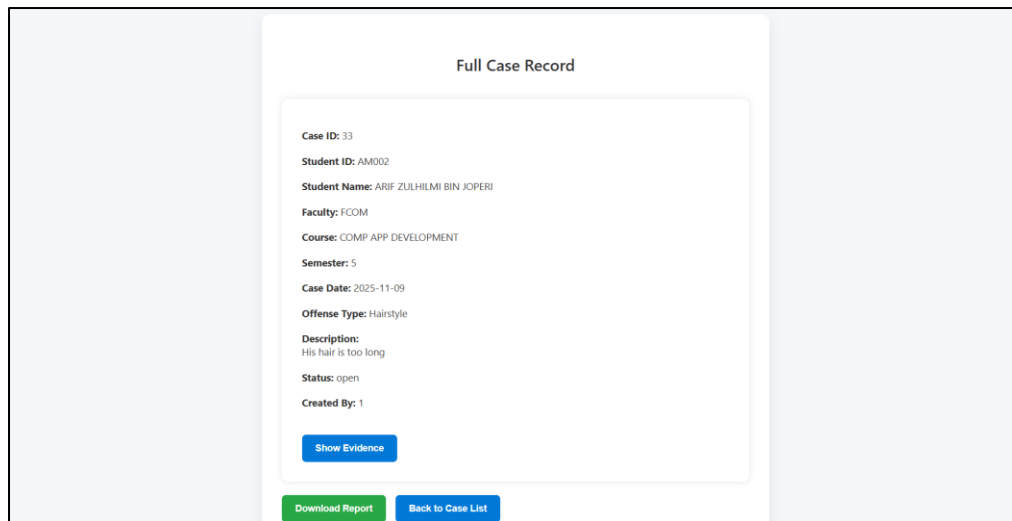 Full Case Record
Case ID: 33
Student ID: AM002
Student Name: ARIF ZULHILMI BIN JOPERI
Faculty: FCOM
Course: COMP APP DEVELOPMENT
Semester: 5
Case Date: 2025-11-09
Offense Type: Hairstyle
Description:
His hair is too long
Status: open
Created By: 1
Show Evidence
Download Report Back to Case List